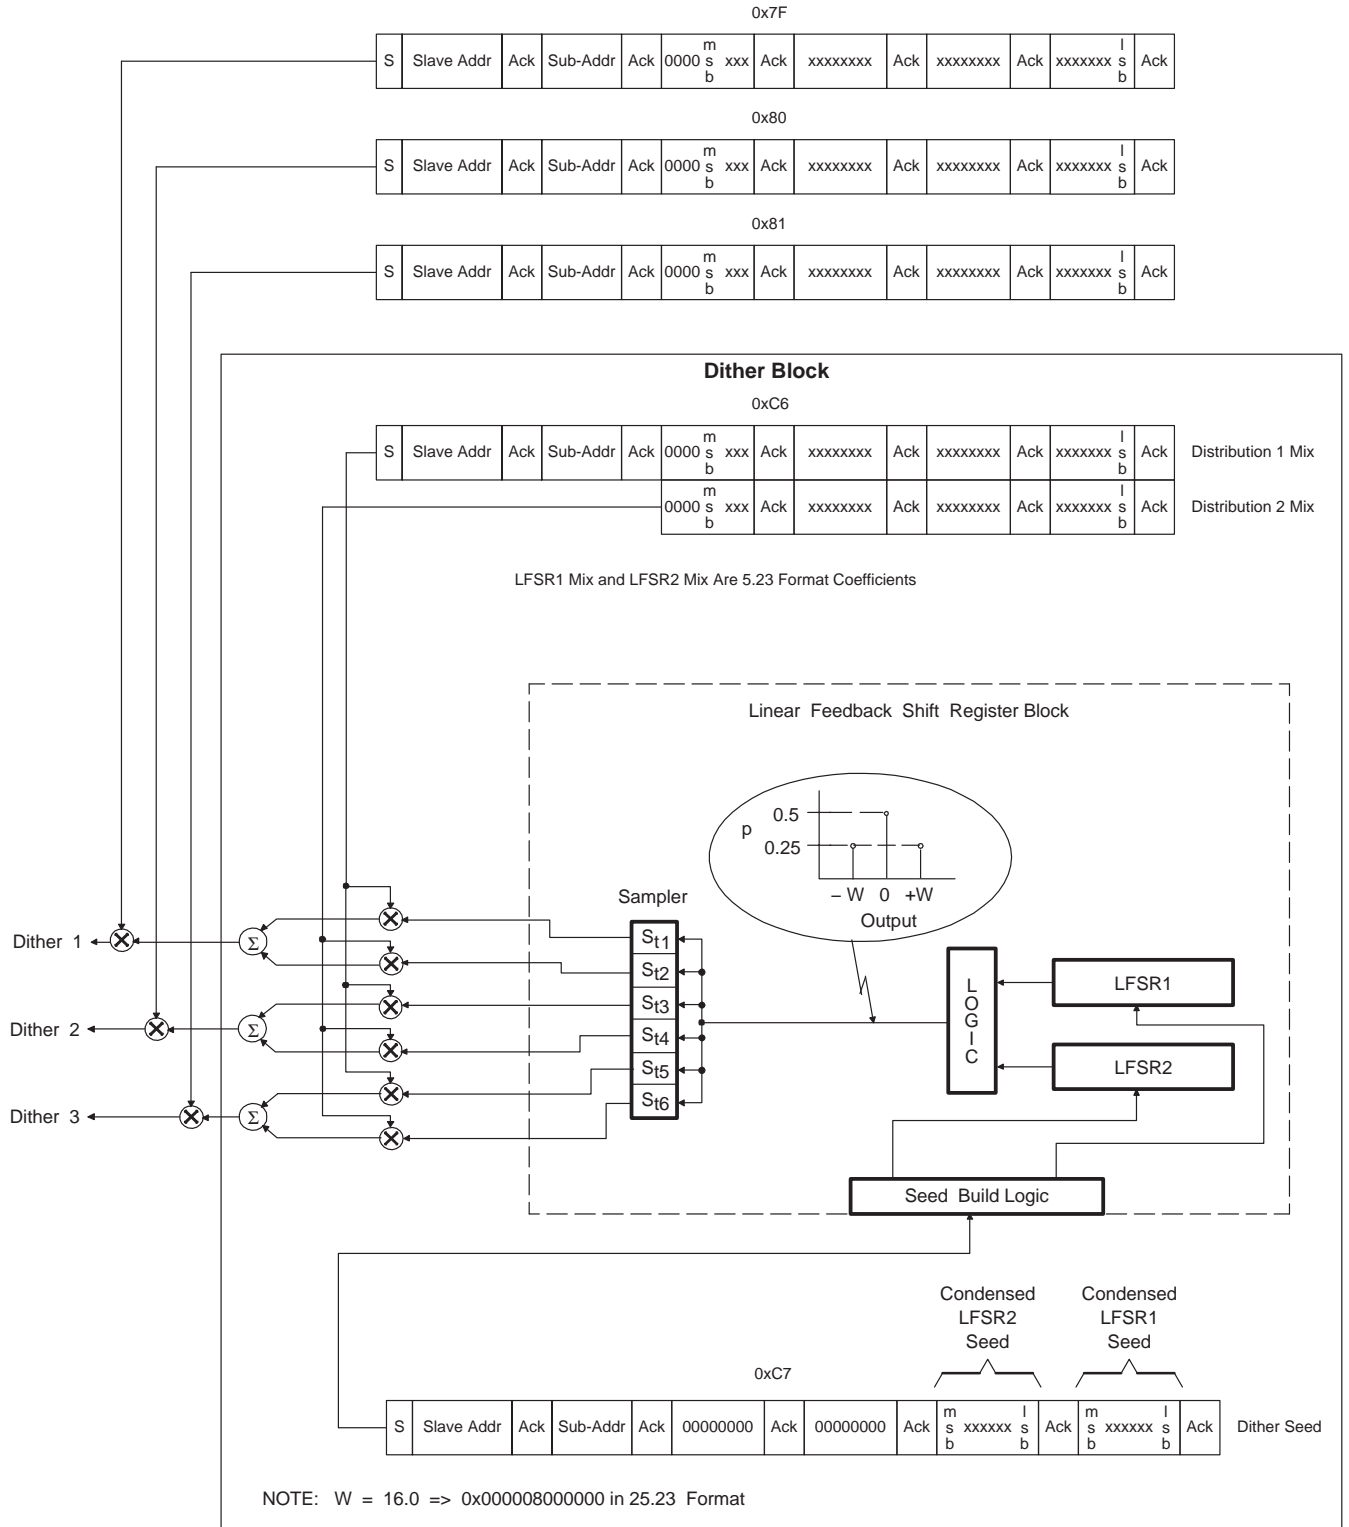 0x7F
S Slave Addr Ack Sub-Addr Ack 0000 msb xxx Ack xxxxxxxx Ack xxxxxxxx Ack xxxxxxx lsb Ack
0x80
S Slave Addr Ack Sub-Addr Ack 0000 msb xxx Ack xxxxxxxx Ack xxxxxxxx Ack xxxxxxx lsb Ack
0x81
S Slave Addr Ack Sub-Addr Ack 0000 msb xxx Ack xxxxxxxx Ack xxxxxxxx Ack xxxxxxx lsb Ack
Dither Block
0xC6
S Slave Addr Ack Sub-Addr Ack 0000 msb xxx Ack xxxxxxxx Ack xxxxxxxx Ack xxxxxxx lsb Ack Distribution 1 Mix
0000 msb xxx Ack xxxxxxxx Ack xxxxxxxx Ack xxxxxxx lsb Ack Distribution 2 Mix
LFSR1 Mix and LFSR2 Mix Are 5.23 Format Coefficients
Linear Feedback Shift Register Block
0.5
p
0.25
– W 0 +W
Output
Sampler
St1
St2
St3
St4
St5
St6
LOGIC
LFSR1
LFSR2
Σ
Σ
Σ
Dither 1
Dither 2
Dither 3
Seed Build Logic
Condensed LFSR2 Seed
Condensed LFSR1 Seed
0xC7
S Slave Addr Ack Sub-Addr Ack 00000000 Ack 00000000 Ack msb xxxxxx lsb Ack msb xxxxxx lsb Ack Dither Seed
NOTE: W = 16.0 => 0x000008000000 in 25.23 Format